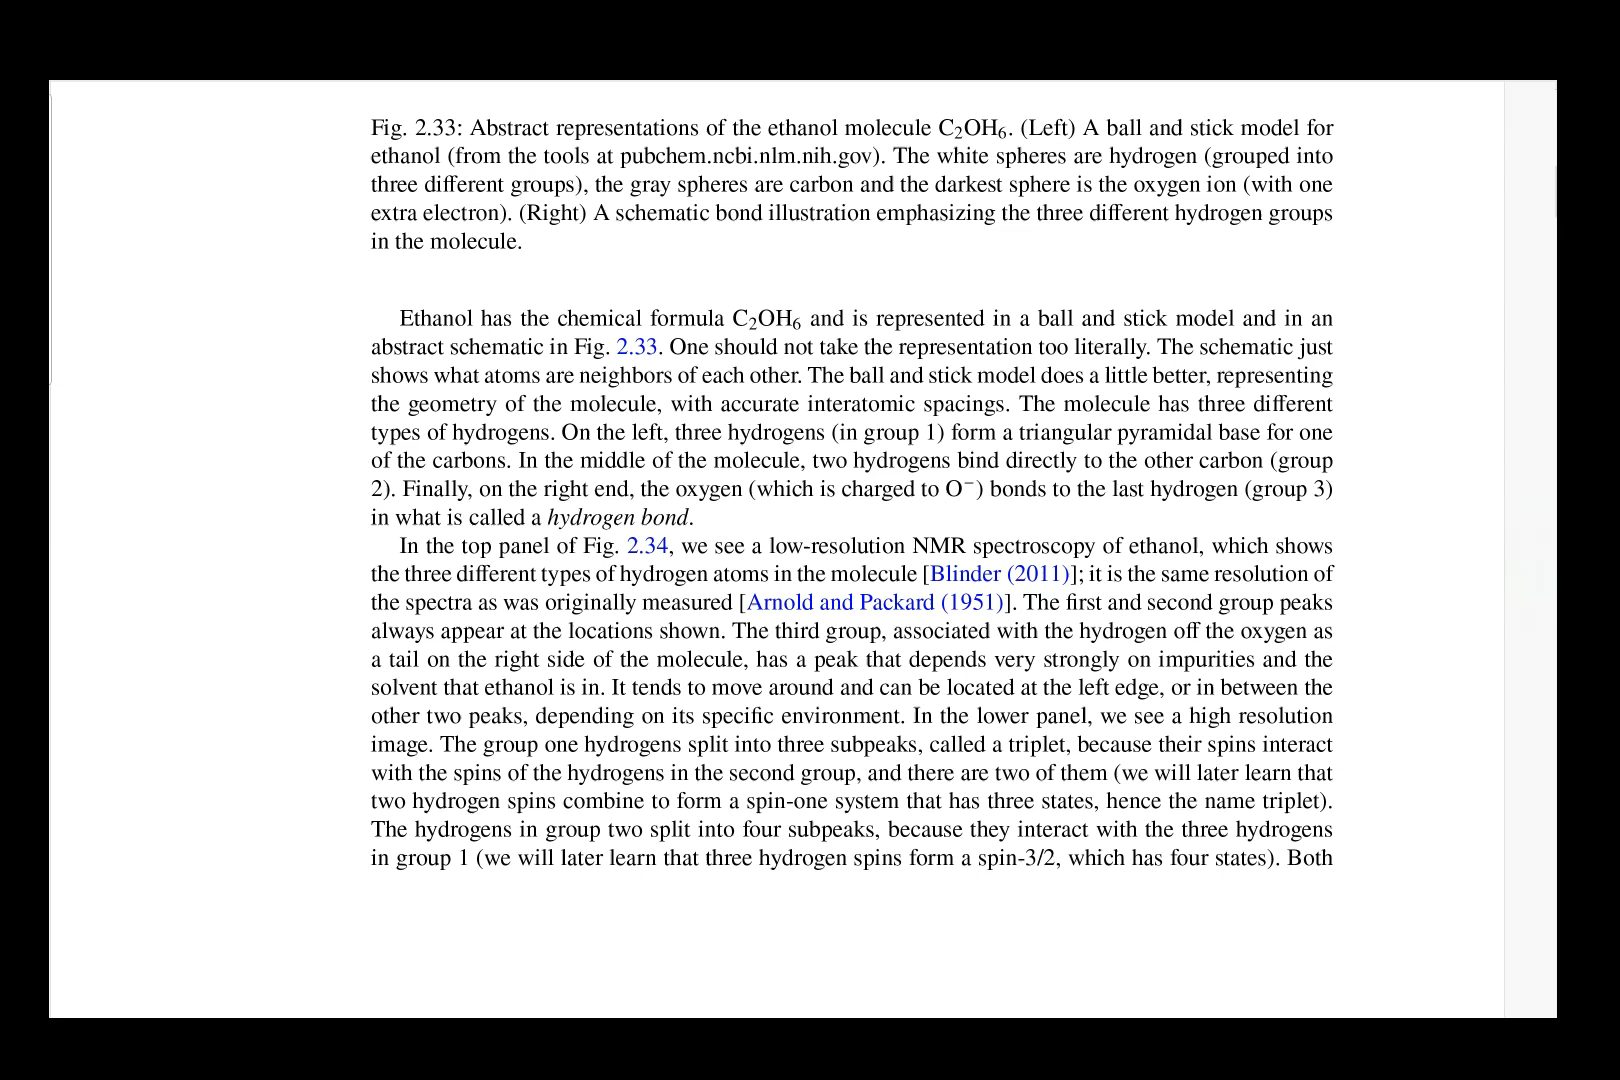 Fig. 2.33: Abstract representations of the ethanol molecule C₂OH₆. (Left) A ball and stick model for
ethanol (from the tools at pubchem.ncbi.nlm.nih.gov). The white spheres are hydrogen (grouped into
three different groups), the gray spheres are carbon and the darkest sphere is the oxygen ion (with one
extra electron). (Right) A schematic bond illustration emphasizing the three different hydrogen groups
in the molecule.
Ethanol has the chemical formula C₂OH₆ and is represented in a ball and stick model and in an
abstract schematic in Fig. 2.33. One should not take the representation too literally. The schematic just
shows what atoms are neighbors of each other. The ball and stick model does a little better, representing
the geometry of the molecule, with accurate interatomic spacings. The molecule has three different
types of hydrogens. On the left, three hydrogens (in group 1) form a triangular pyramidal base for one
of the carbons. In the middle of the molecule, two hydrogens bind directly to the other carbon (group
2). Finally, on the right end, the oxygen (which is charged to O⁻) bonds to the last hydrogen (group 3)
in what is called a hydrogen bond.
In the top panel of Fig. 2.34, we see a low-resolution NMR spectroscopy of ethanol, which shows
the three different types of hydrogen atoms in the molecule [Blinder (2011)]; it is the same resolution of
the spectra as was originally measured [Arnold and Packard (1951)]. The first and second group peaks
always appear at the locations shown. The third group, associated with the hydrogen off the oxygen as
a tail on the right side of the molecule, has a peak that depends very strongly on impurities and the
solvent that ethanol is in. It tends to move around and can be located at the left edge, or in between the
other two peaks, depending on its specific environment. In the lower panel, we see a high resolution
image. The group one hydrogens split into three subpeaks, called a triplet, because their spins interact
with the spins of the hydrogens in the second group, and there are two of them (we will later learn that
two hydrogen spins combine to form a spin-one system that has three states, hence the name triplet).
The hydrogens in group two split into four subpeaks, because they interact with the three hydrogens
in group 1 (we will later learn that three hydrogen spins form a spin-3/2, which has four states). Both